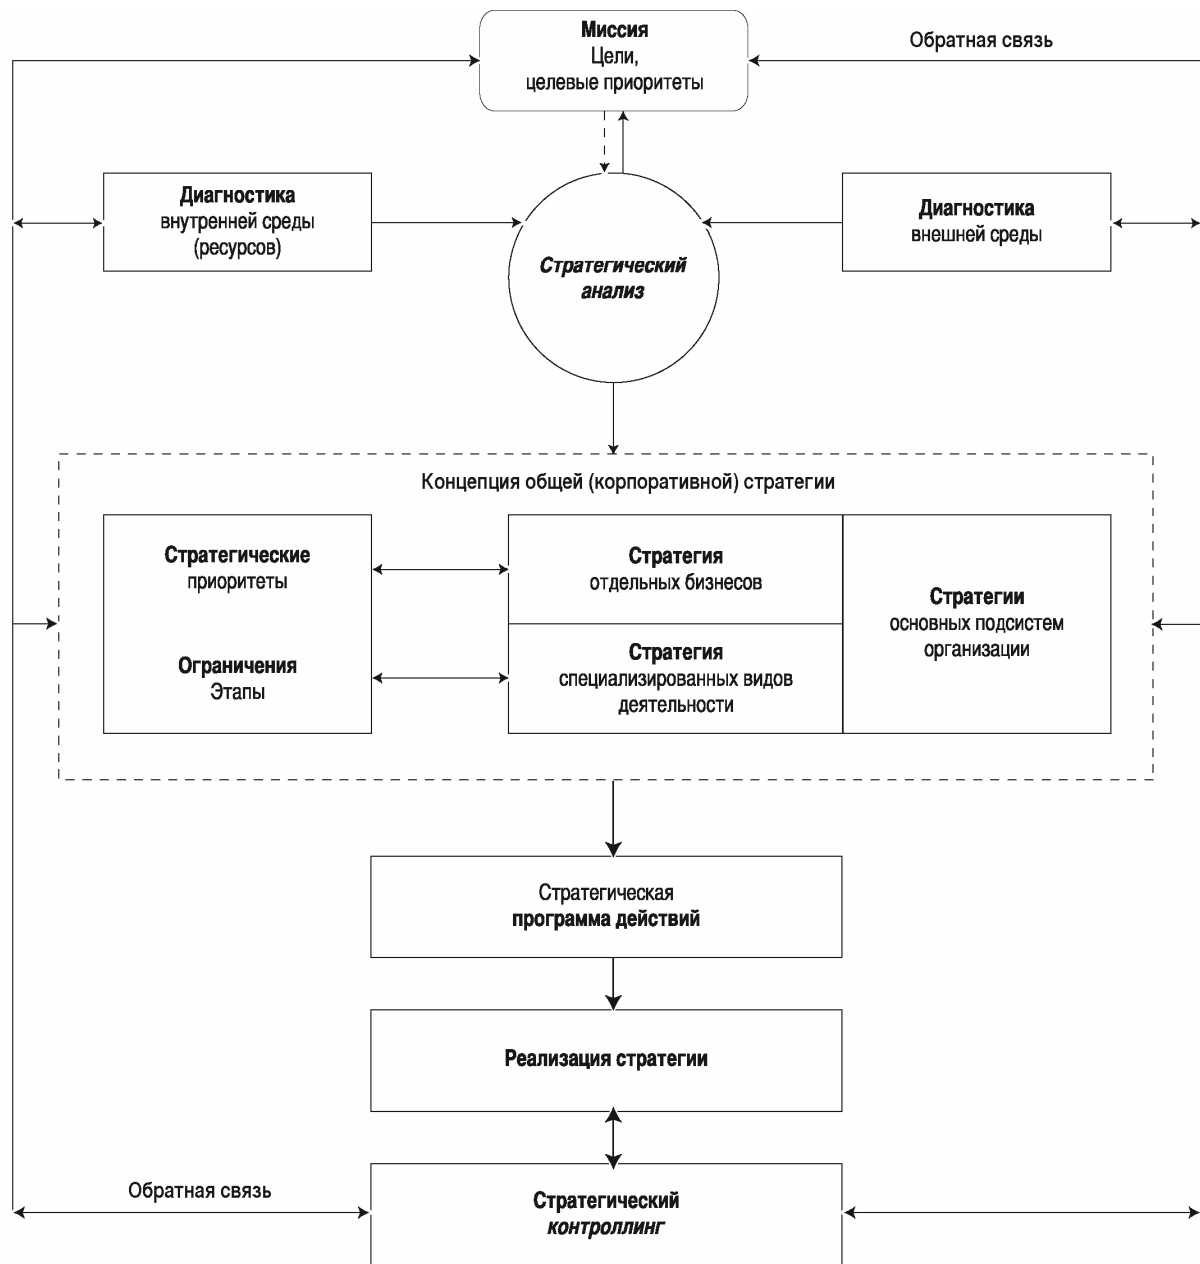 Миссия
Цели,
целевые приоритеты
Обратная связь
Диагностика
внутренней среды
(ресурсов)
Стратегический
анализ
Диагностика
внешней среды
Концепция общей (корпоративной) стратегии
Стратегические
приоритеты
Ограничения
Этапы
Стратегия
отдельных бизнесов
Стратегия
специализированных видов
деятельности
Стратегии
основных подсистем
организации
Стратегическая
программа действий
Реализация стратегии
Обратная связь
Стратегический
контроллинг